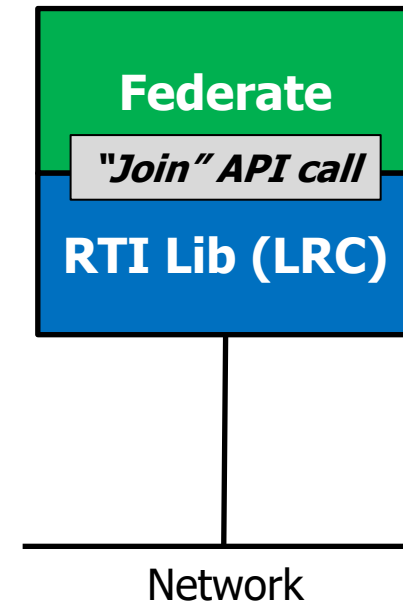 Federate
“Join” API call
RTI Lib (LRC)
Network